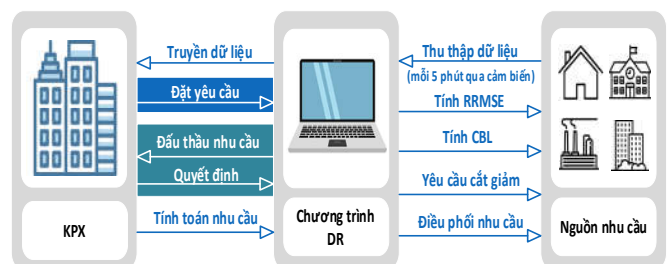 Truyền dữ liệu
Đặt yêu cầu
Đấu thầu nhu cầu
Quyết định
Tính toán nhu cầu
Thu thập dữ liệu
(mỗi 5 phút qua cảm biến)
Tính RRMSE
Tính CBL
Yêu cầu cắt giảm
Điều phối nhu cầu
KPX
Chương trình
DR
Nguồn nhu cầu